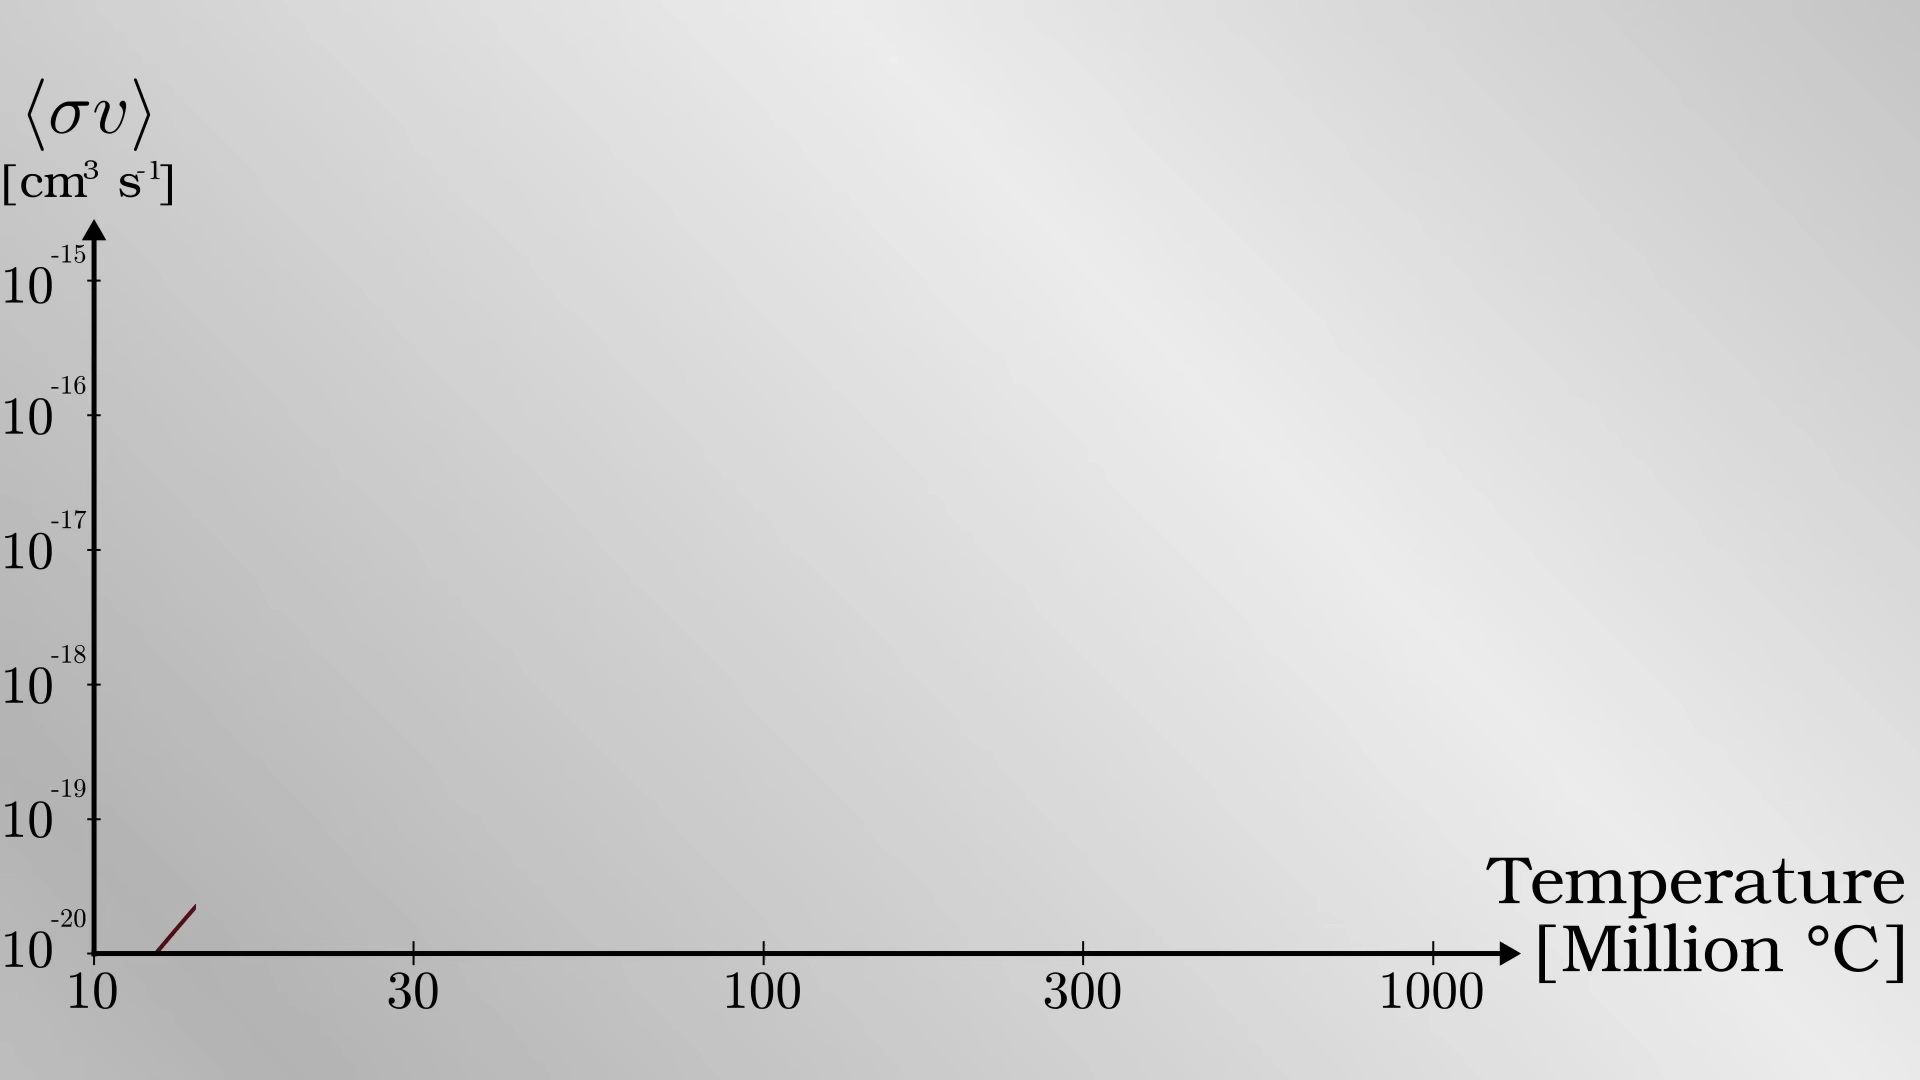 ⟨σv⟩
[cm³ s⁻¹]
10⁻¹⁵
10⁻¹⁶
10⁻¹⁷
10⁻¹⁸
10⁻¹⁹
10⁻²⁰
10 30 100 300 1000
Temperature
[Million °C]